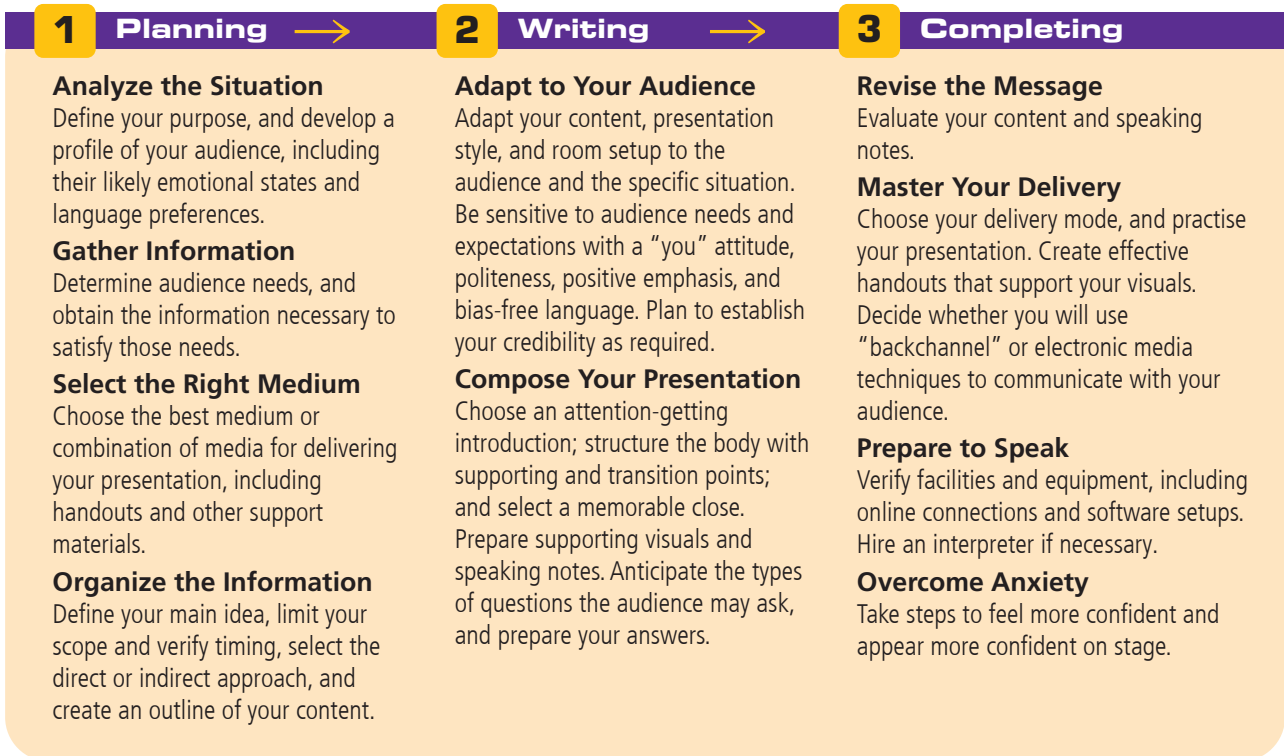 1 Planning →
Analyze the Situation
Define your purpose, and develop a
profile of your audience, including
their likely emotional states and
language preferences.
Gather Information
Determine audience needs, and
obtain the information necessary to
satisfy those needs.
Select the Right Medium
Choose the best medium or
combination of media for delivering
your presentation, including
handouts and other support
materials.
Organize the Information
Define your main idea, limit your
scope and verify timing, select the
direct or indirect approach, and
create an outline of your content.
2 Writing →
Adapt to Your Audience
Adapt your content, presentation
style, and room setup to the
audience and the specific situation.
Be sensitive to audience needs and
expectations with a “you” attitude,
politeness, positive emphasis, and
bias-free language. Plan to establish
your credibility as required.
Compose Your Presentation
Choose an attention-getting
introduction; structure the body with
supporting and transition points;
and select a memorable close.
Prepare supporting visuals and
speaking notes. Anticipate the types
of questions the audience may ask,
and prepare your answers.
3 Completing
Revise the Message
Evaluate your content and speaking
notes.
Master Your Delivery
Choose your delivery mode, and practise
your presentation. Create effective
handouts that support your visuals.
Decide whether you will use
“backchannel” or electronic media
techniques to communicate with your
audience.
Prepare to Speak
Verify facilities and equipment, including
online connections and software setups.
Hire an interpreter if necessary.
Overcome Anxiety
Take steps to feel more confident and
appear more confident on stage.